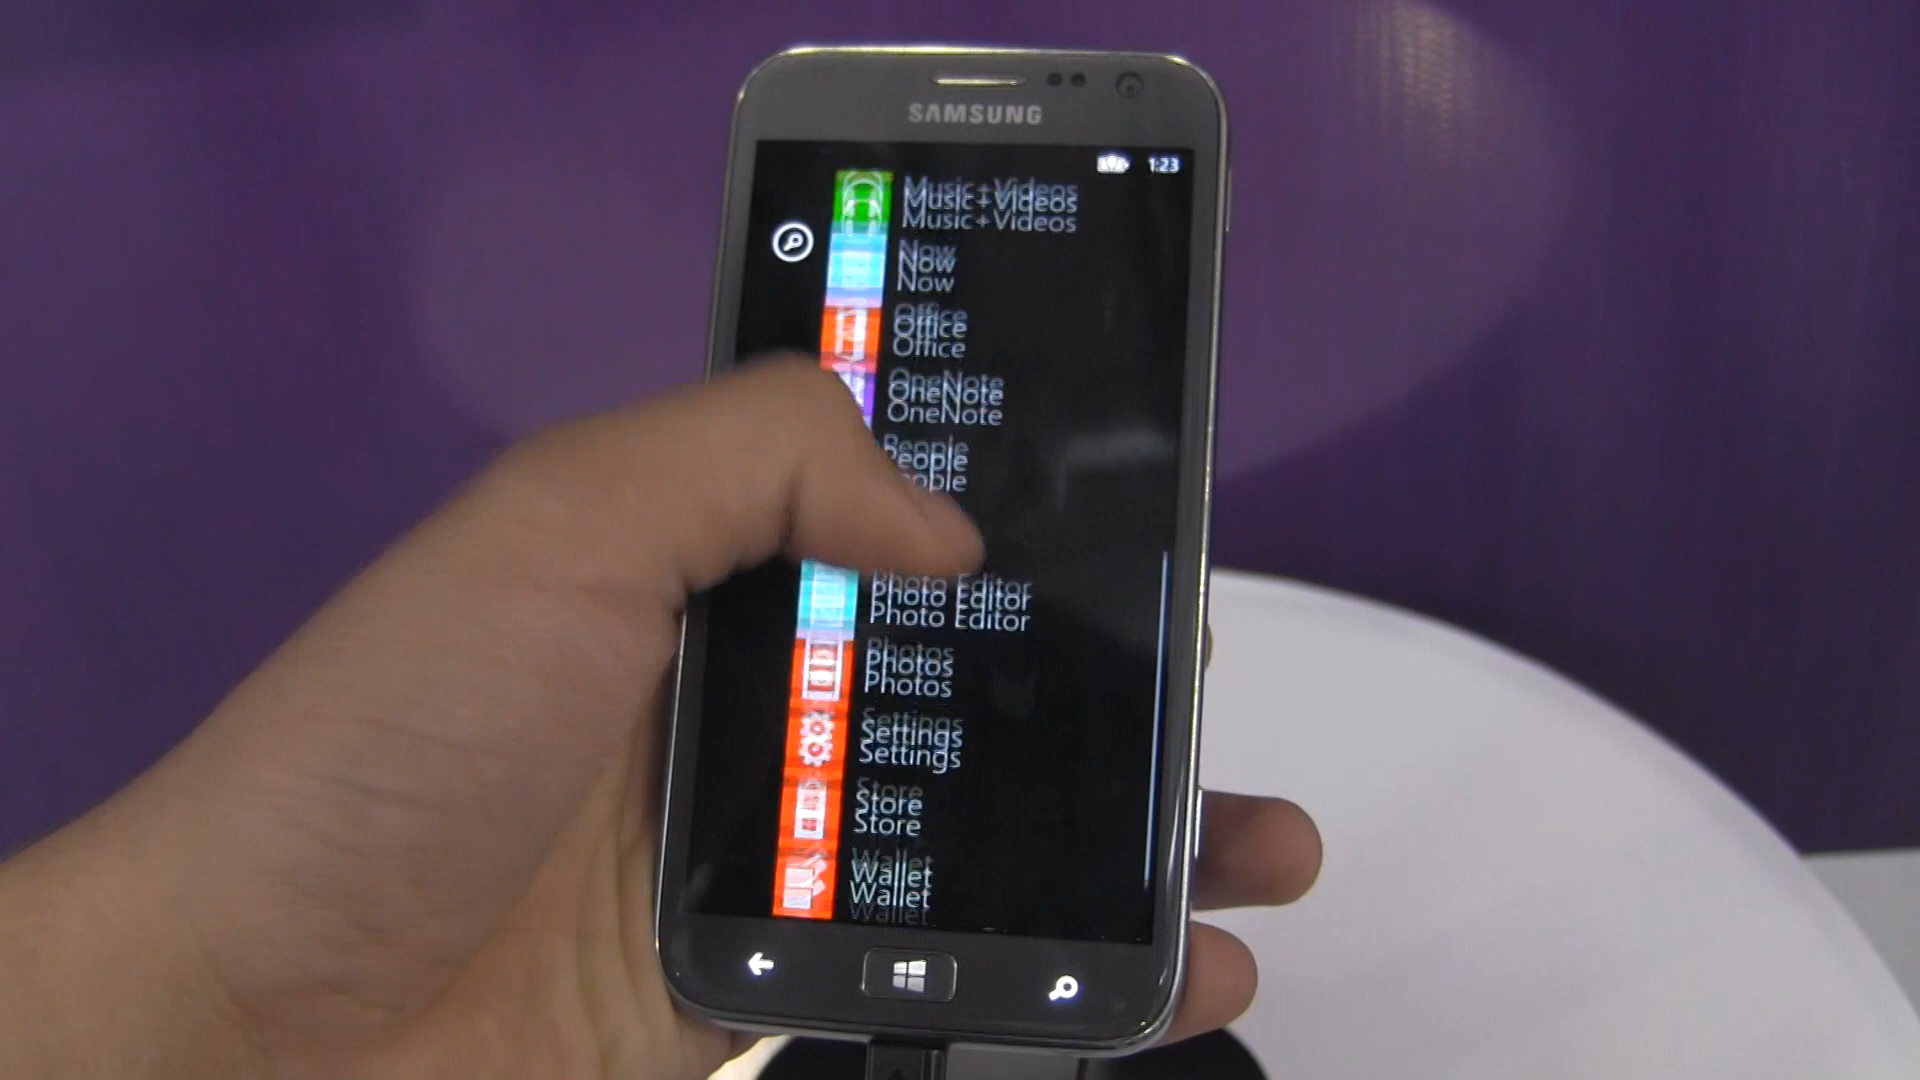 SAMSUNG
1:23
Music+Videos
Now
Office
OneNote
People
Photo Editor
Photos
Settings
Store
Wallet